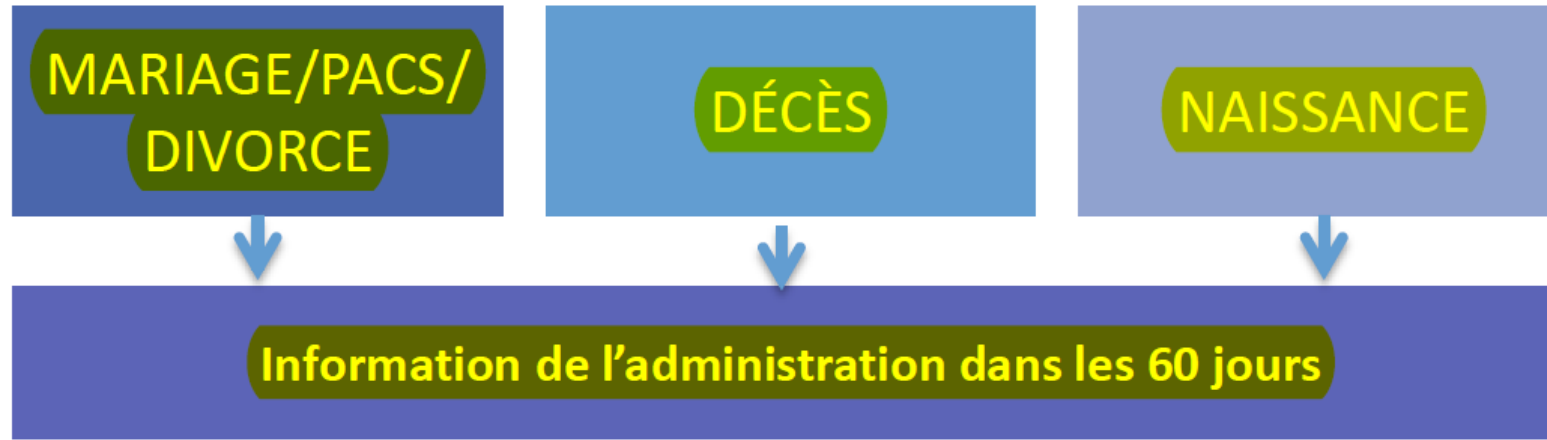 MARIAGE/PACS/
DIVORCE
DÉCÈS
NAISSANCE
Information de l’administration dans les 60 jours